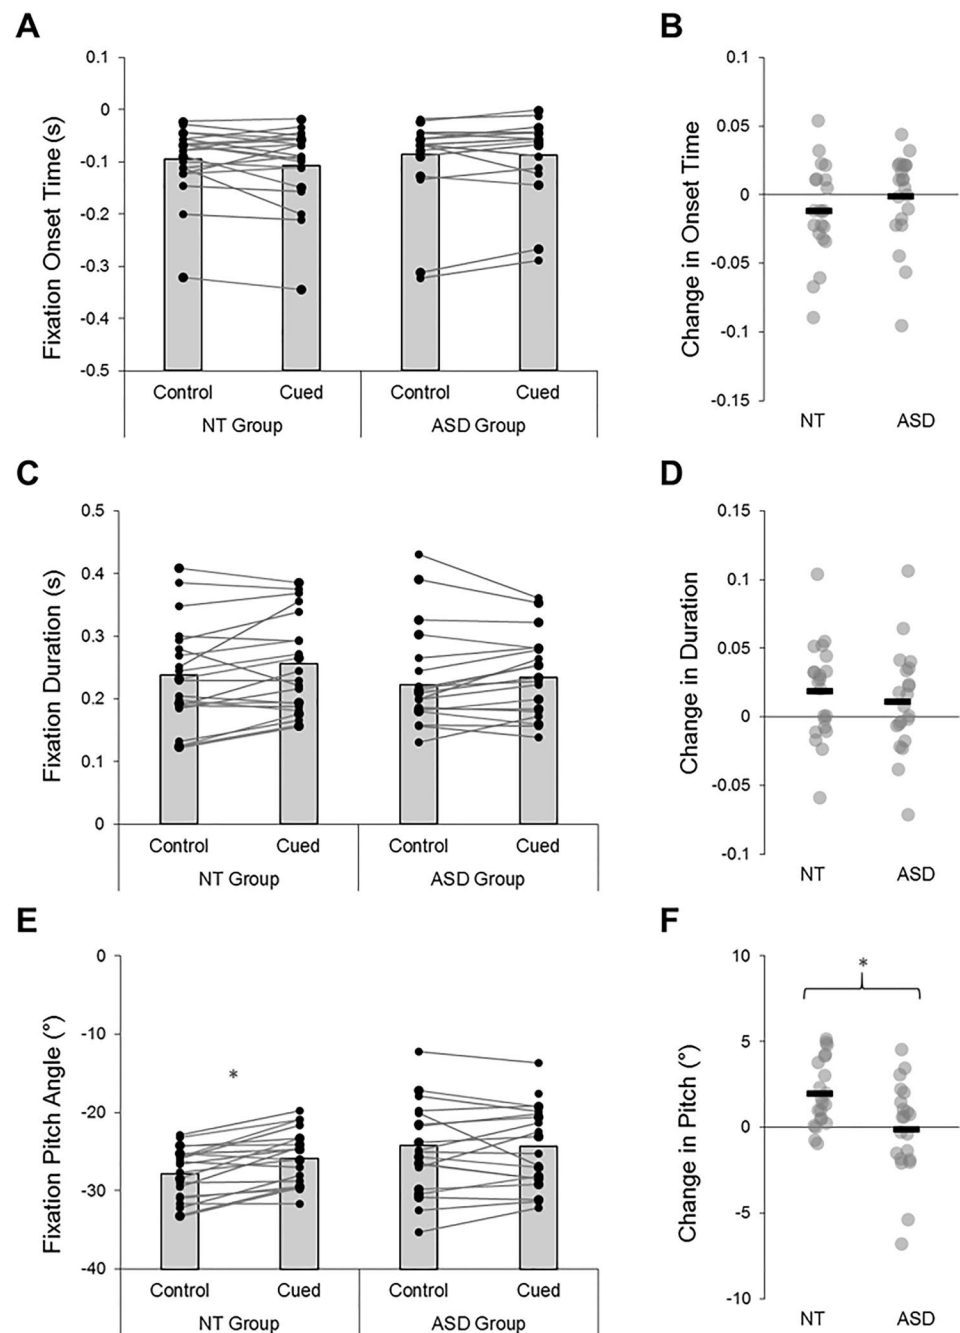 A
Fixation Onset Time (s)
0.1
0
-0.1
-0.2
-0.3
-0.4
-0.5
Control Cued Control Cued
NT Group ASD Group
B
Change in Onset Time
0.1
0.05
0
-0.05
-0.1
-0.15
NT ASD
C
Fixation Duration (s)
0.5
0.4
0.3
0.2
0.1
0
Control Cued Control Cued
NT Group ASD Group
D
Change in Duration
0.15
0.1
0.05
0
-0.05
-0.1
NT ASD
E
Fixation Pitch Angle (°)
0
-10
-20
-30
-40
*
Control Cued Control Cued
NT Group ASD Group
F
Change in Pitch (°)
10
5
0
-5
-10
*
NT ASD